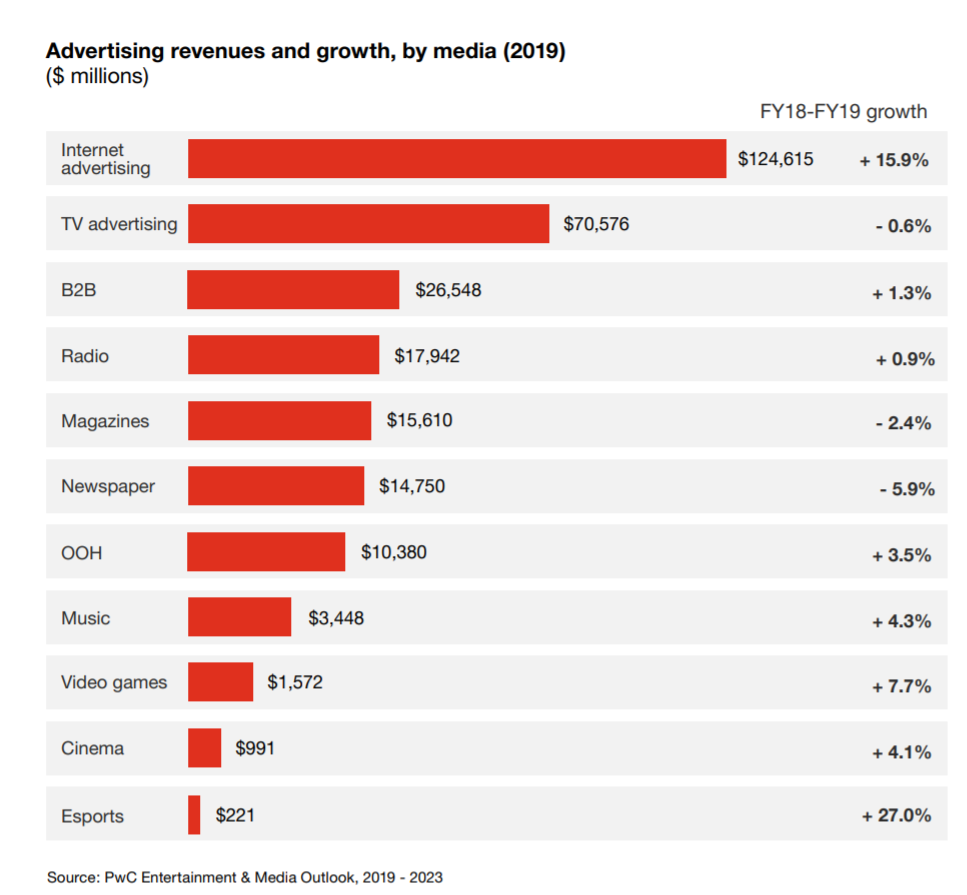 Advertising revenues and growth, by media (2019)
($ millions)
FY18-FY19 growth
Internet
advertising
$124,615 + 15.9%
TV advertising $70,576 - 0.6%
B2B $26,548 + 1.3%
Radio $17,942 + 0.9%
Magazines $15,610 - 2.4%
Newspaper $14,750 - 5.9%
OOH $10,380 + 3.5%
Music $3,448 + 4.3%
Video games $1,572 + 7.7%
Cinema $991 + 4.1%
Esports $221 + 27.0%
Source: PwC Entertainment & Media Outlook, 2019 - 2023